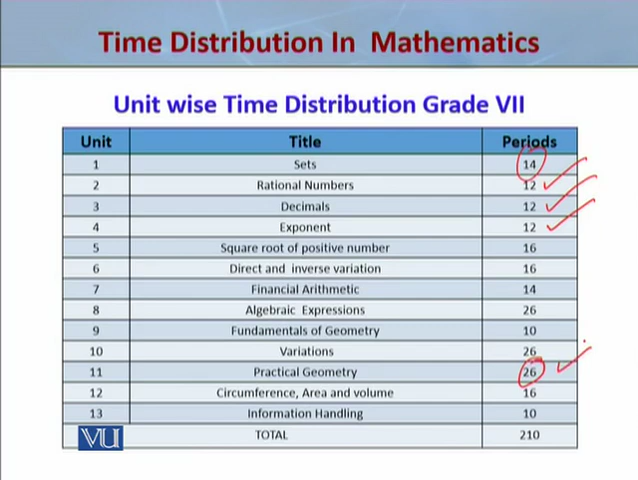 Time Distribution In Mathematics
Unit wise Time Distribution Grade VII
Unit Title Periods
1 Sets 14
2 Rational Numbers 12
3 Decimals 12
4 Exponent 12
5 Square root of positive number 16
6 Direct and inverse variation 16
7 Financial Arithmetic 14
8 Algebraic Expressions 26
9 Fundamentals of Geometry 10
10 Variations 26
11 Practical Geometry 26
12 Circumference, Area and volume 16
13 Information Handling 10
VU TOTAL 210